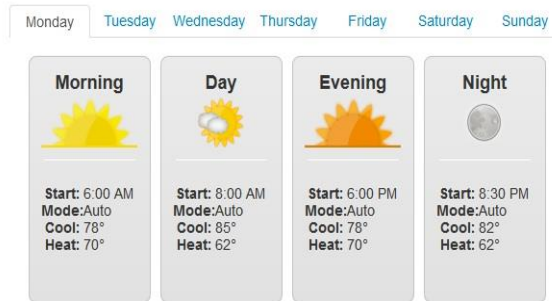 Monday Tuesday Wednesday Thursday Friday Saturday Sunday
Morning
Start: 6:00 AM
Mode:Auto
Cool: 78°
Heat: 70°
Day
Start: 8:00 AM
Mode:Auto
Cool: 85°
Heat: 62°
Evening
Start: 6:00 PM
Mode:Auto
Cool: 78°
Heat: 70°
Night
Start: 8:30 PM
Mode:Auto
Cool: 82°
Heat: 62°